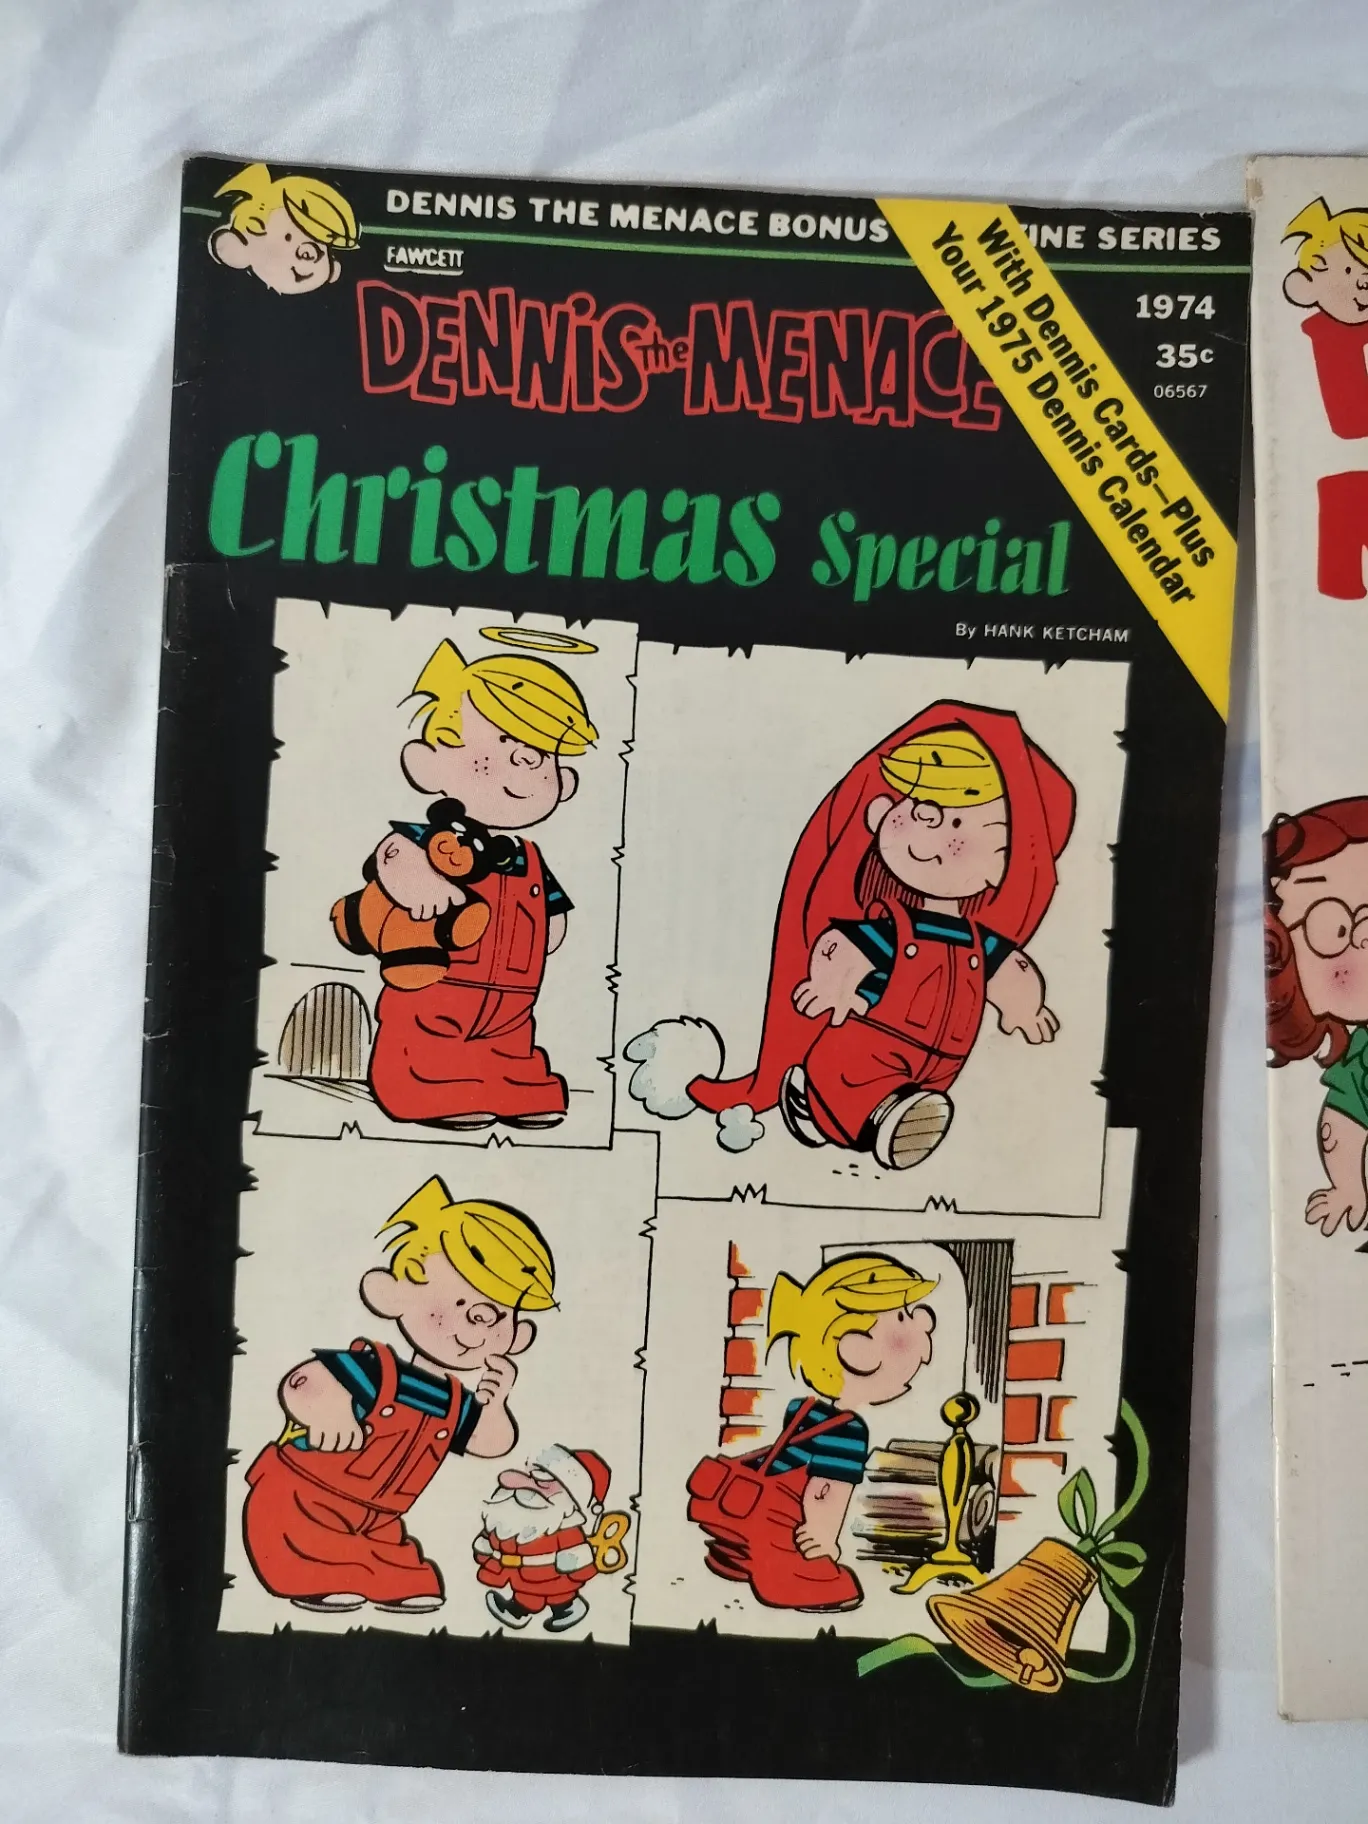 DENNIS THE MENACE BONUS INE SERIES
FAWCETT
DENNIS the MENACE
With Dennis Cards—Plus
Your 1975 Dennis Calendar
1974
35c
06567
Christmas Special
By HANK KETCHAM